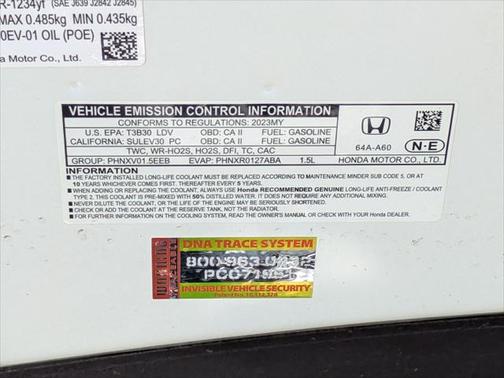 R-1234yf (SAE J639 J2842 J2845)
MAX 0.485kg MIN 0.435kg
0EV-01 OIL (POE)
a Motor Co., Inc.
VEHICLE EMISSION CONTROL INFORMATION
CONFORMS TO REGULATIONS: 2023MY
U.S. EPA: T3B30 LDV OBD: CA II FUEL: GASOLINE
CALIFORNIA: SULEV30 PC OBD: CA II FUEL: GASOLINE
TWC, WR-HO2S, HO2S, DFI, TC, CAC
GROUP: PHNXV01.5EEB EVAP: PHNXR0127ABA 1.5L
64A-A60 N·E
HONDA MOTOR CO., LTD.
INFORMATION
■ THE FACTORY INSTALLED LONG-LIFE COOLANT MUST BE REPLACED ACCORDING TO MAINTENANCE MINDER SUB 5, OR AT
10 YEARS WHICHEVER COMES FIRST. THEREAFTER CHANGE EVERY 5 YEARS.
■ WHEN ADDING OR REPLACING COOLANT, ALWAYS USE Honda RECOMMENDED GENUINE LONG-LIFE ANTI-FREEZE / COOLANT
TYPE 2. THIS COOLANT IS PRE-MIXED WITH 50% DISTILLED WATER, AND DOES NOT REQUIRE ADDITIONAL MIXING.
■ NEVER DILUTE THE COOLANT, OR THE LIFE OF THE ENGINE MAY BE SERIOUSLY SHORTENED.
■ CHECK AND ADD THE COOLANT AT THE RESERVE TANK, NOT THE RADIATOR.
■ FOR FURTHER INFORMATION ON THE COOLING SYSTEM, READ THE OWNER'S MANUAL OR CHECK WITH YOUR Honda DEALER.
DNA TRACE SYSTEM
INVISIBLE VEHICLE SECURITY